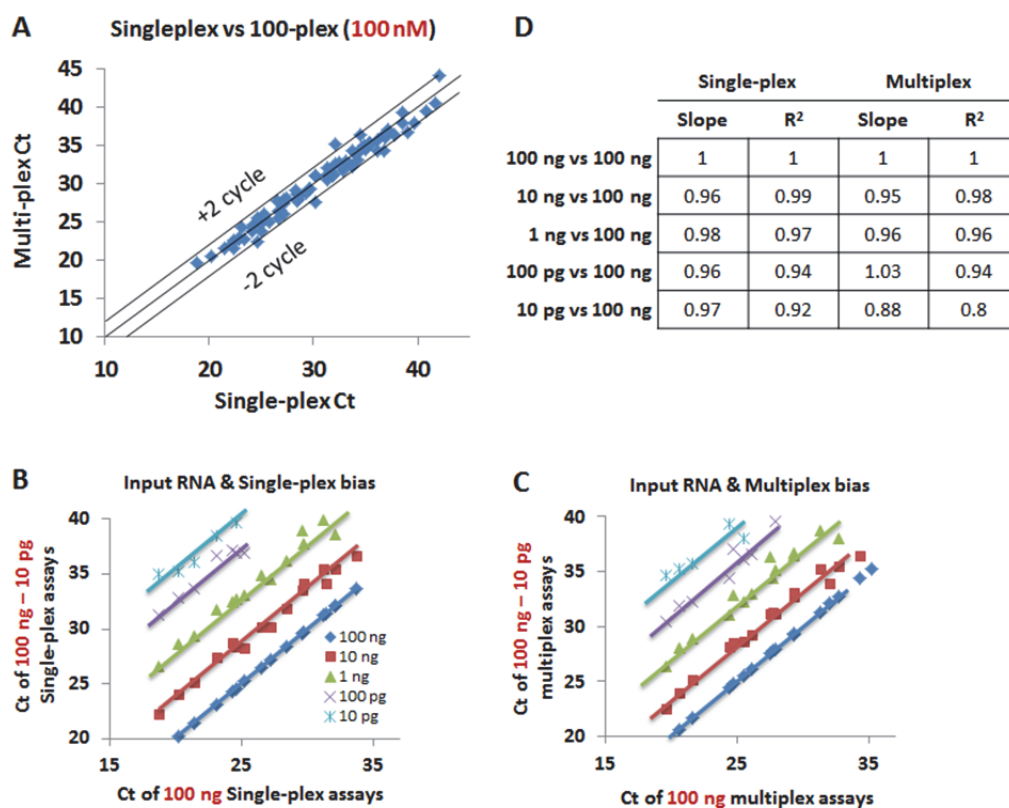 A
Singleplex vs 100-plex (100 nM)
45
40
35
30
25
20
15
10
Multi-plex Ct
+2 cycle
-2 cycle
10
20
30
40
Single-plex Ct
D
Single-plex Multiplex
Slope R² Slope R²
100 ng vs 100 ng 1 1 1 1
10 ng vs 100 ng 0.96 0.99 0.95 0.98
1 ng vs 100 ng 0.98 0.97 0.96 0.96
100 pg vs 100 ng 0.96 0.94 1.03 0.94
10 pg vs 100 ng 0.97 0.92 0.88 0.8
B
Input RNA & Single-plex bias
Ct of 100 ng – 10 pg
Single-plex assays
40
35
30
25
20
100 ng
10 ng
1 ng
100 pg
10 pg
15
25
35
Ct of 100 ng Single-plex assays
C
Input RNA & Multiplex bias
Ct of 100 ng – 10 pg
multiplex assays
40
35
30
25
20
15
25
35
Ct of 100 ng multiplex assays